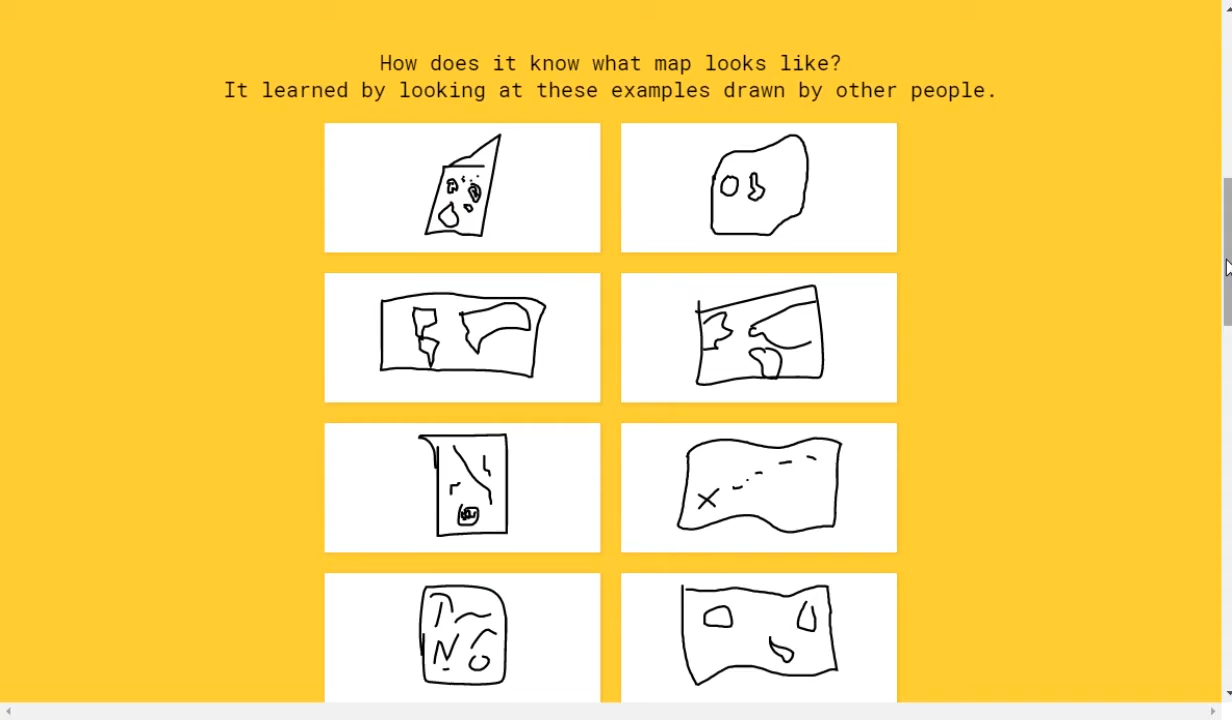 How does it know what map looks like?
It learned by looking at these examples drawn by other people.